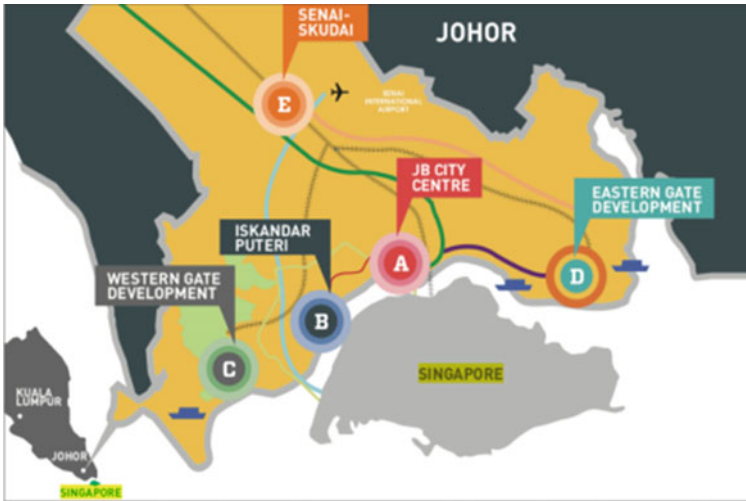 SENAI-
SKUDAI
JOHOR
E
SENAI
INTERNATIONAL
AIRPORT
JB CITY
CENTRE
EASTERN GATE
DEVELOPMENT
ISKANDAR
PUTERI
A
WESTERN GATE
DEVELOPMENT
D
B
C
SINGAPORE
KUALA
LUMPUR
JOHOR
SINGAPORE